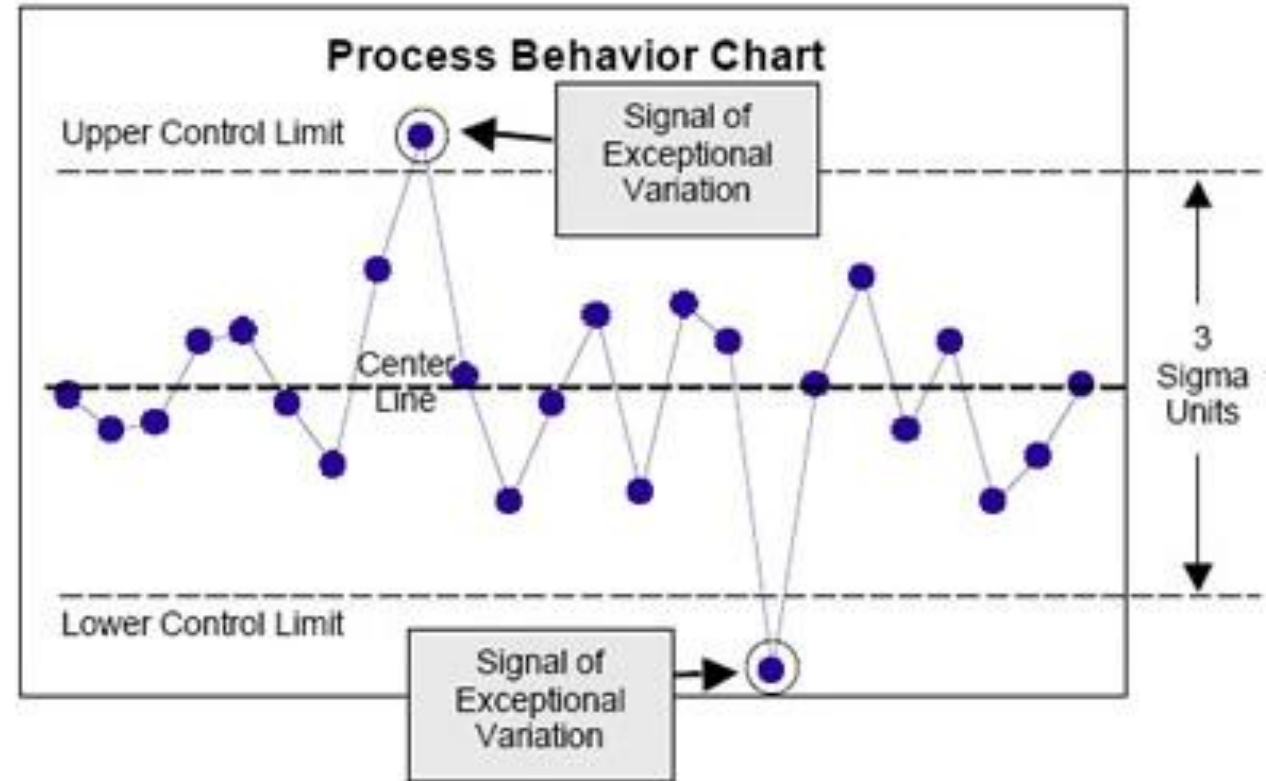 Process Behavior Chart
Upper Control Limit
Signal of
Exceptional
Variation
Center
Line
3
Sigma
Units
Lower Control Limit
Signal of
Exceptional
Variation